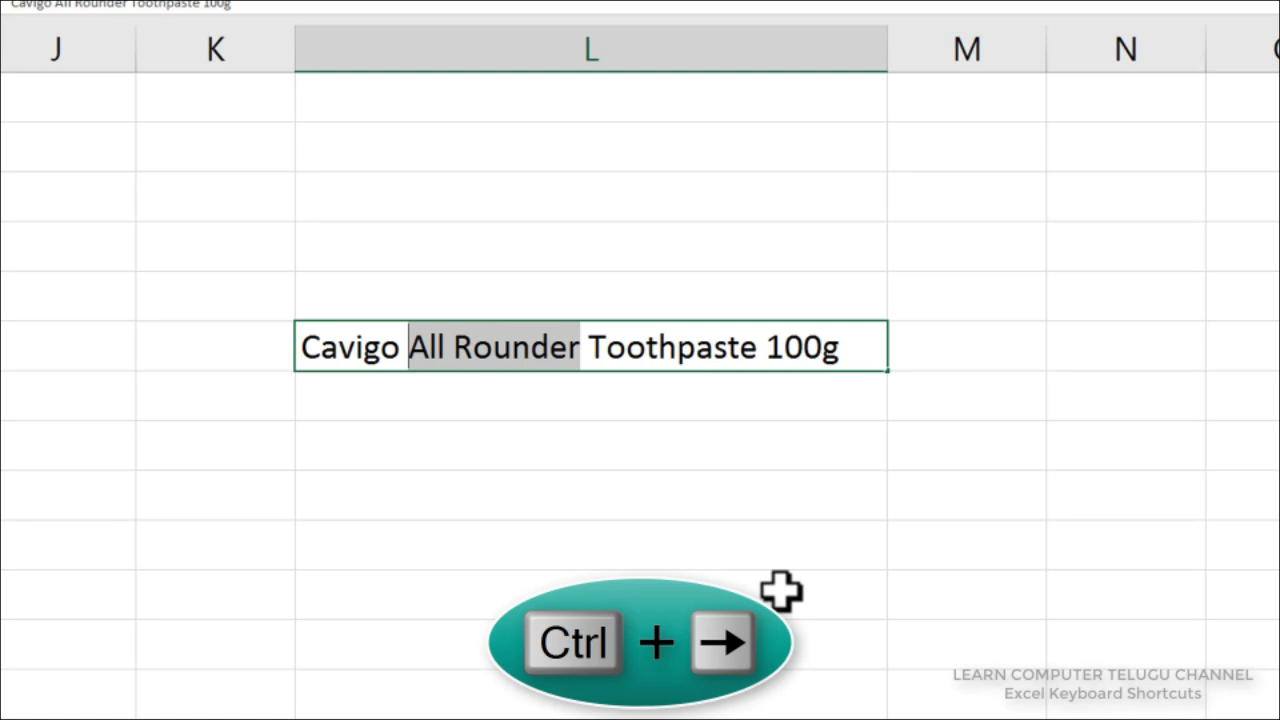 Cavigo All Rounder Toothpaste 100g
J K L M N
Cavigo All Rounder Toothpaste 100g
Ctrl + →
LEARN COMPUTER TELUGU CHANNEL
Excel Keyboard Shortcuts